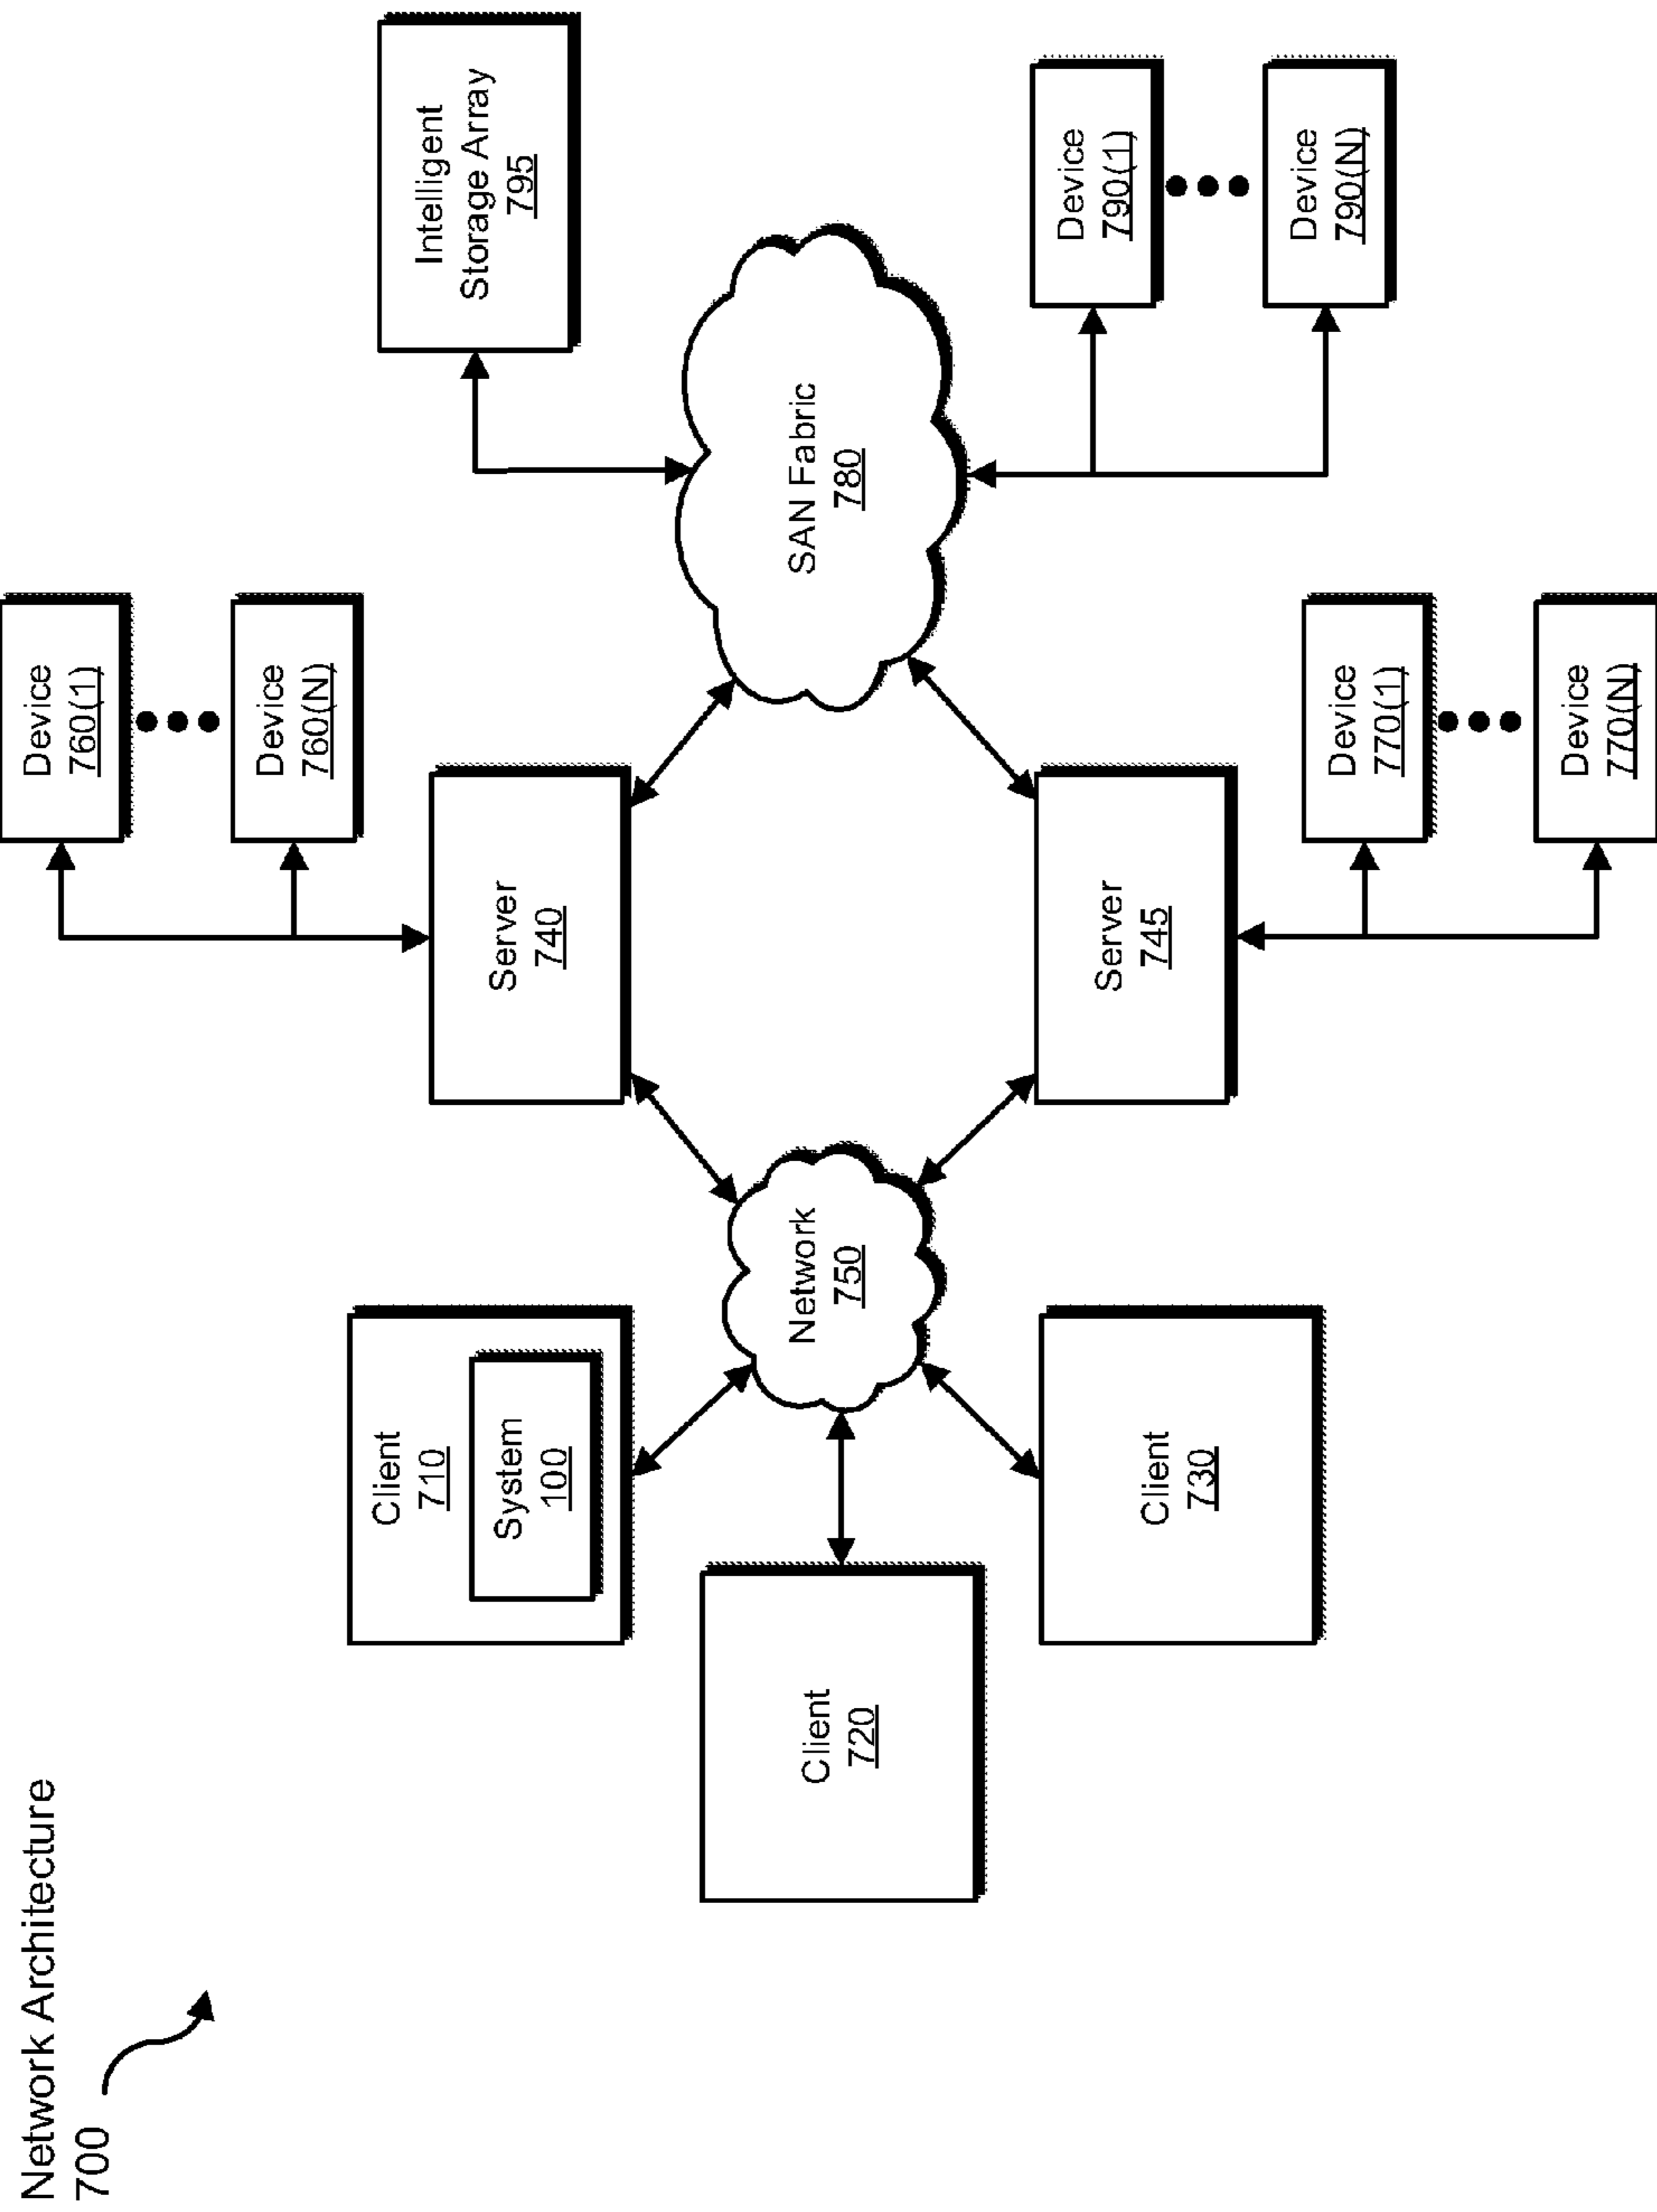 Network Architecture
700
Client
710
System
100
Client
720
Client
730
Network
750
Server
740
Server
745
Device
760(1)
Device
760(N)
Device
770(1)
Device
770(N)
SAN Fabric
780
Intelligent
Storage Array
795
Device
790(1)
Device
790(N)